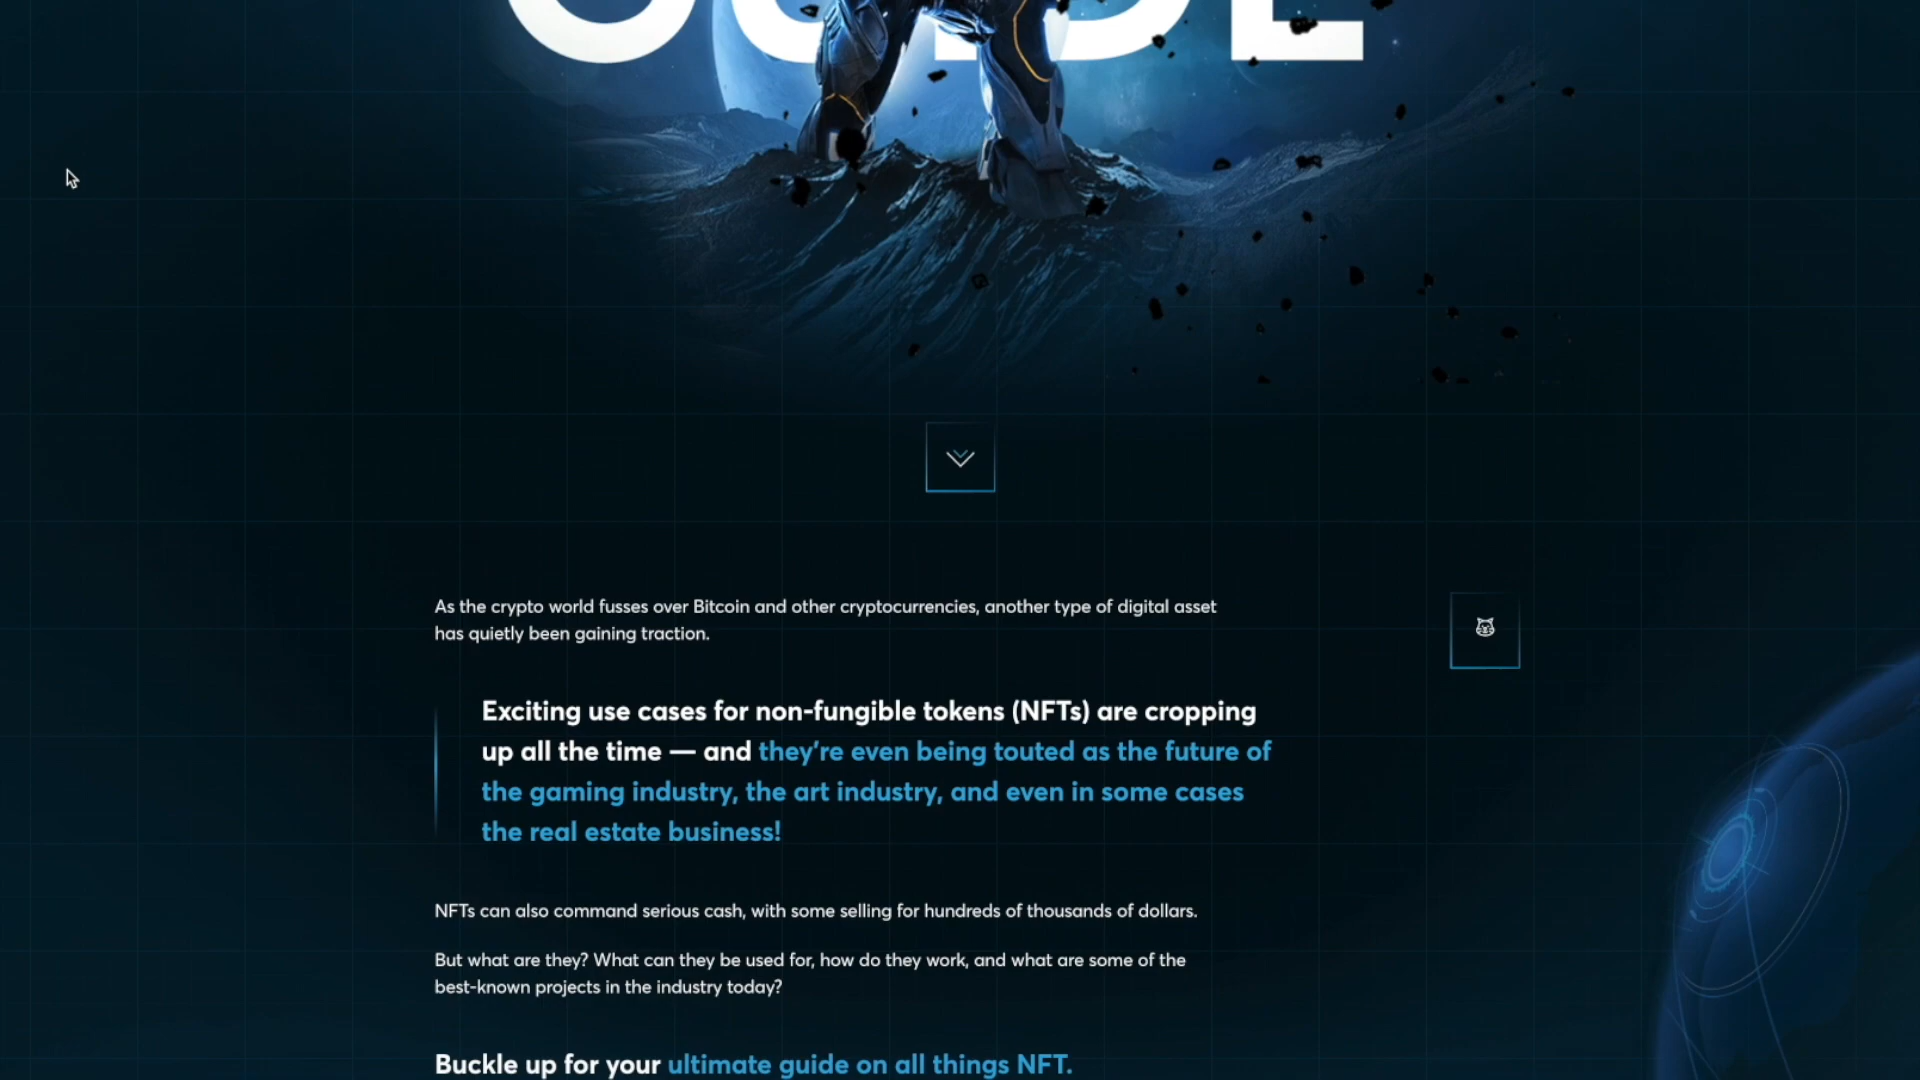 GUIDE
As the crypto world fusses over Bitcoin and other cryptocurrencies, another type of digital asset
has quietly been gaining traction.
Exciting use cases for non-fungible tokens (NFTs) are cropping
up all the time — and they're even being touted as the future of
the gaming industry, the art industry, and even in some cases
the real estate business!
NFTs can also command serious cash, with some selling for hundreds of thousands of dollars.
But what are they? What can they be used for, how do they work, and what are some of the
best-known projects in the industry today?
Buckle up for your ultimate guide on all things NFT.